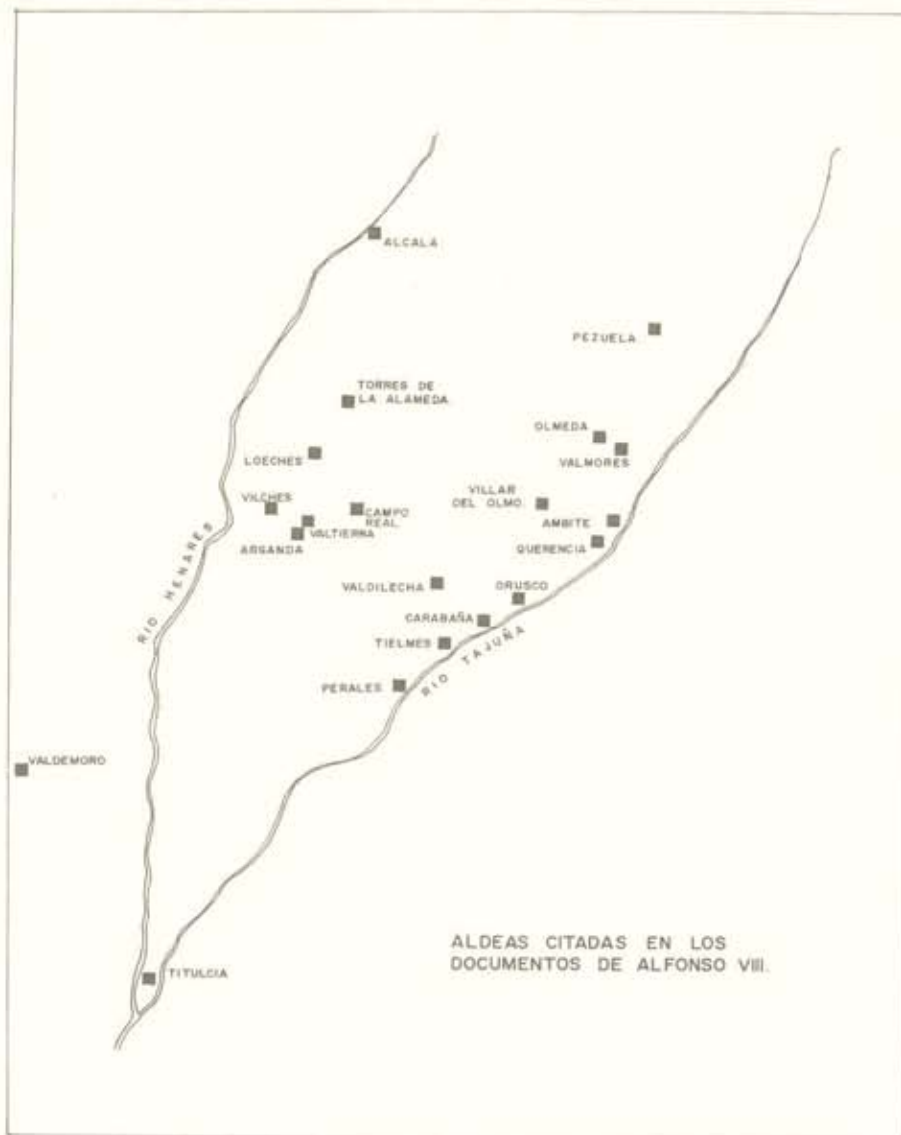 ALCALA
PEZUELA
TORRES DE
LA ALAMEDA
OLMEDA
VALMORES
LOECHES
VILCHES
VILLAR
DEL OLMO
CAMPO
REAL
VALTIERNA
AMBITE
ARGANDA
QUERENCIA
RIO HENARES
VALDILECHA
ORUSCO
CARABAÑA
TIELMES
RIO TAJUÑA
PERALES
VALDEMORO
TITULCIA
ALDEAS CITADAS EN LOS
DOCUMENTOS DE ALFONSO VIII.